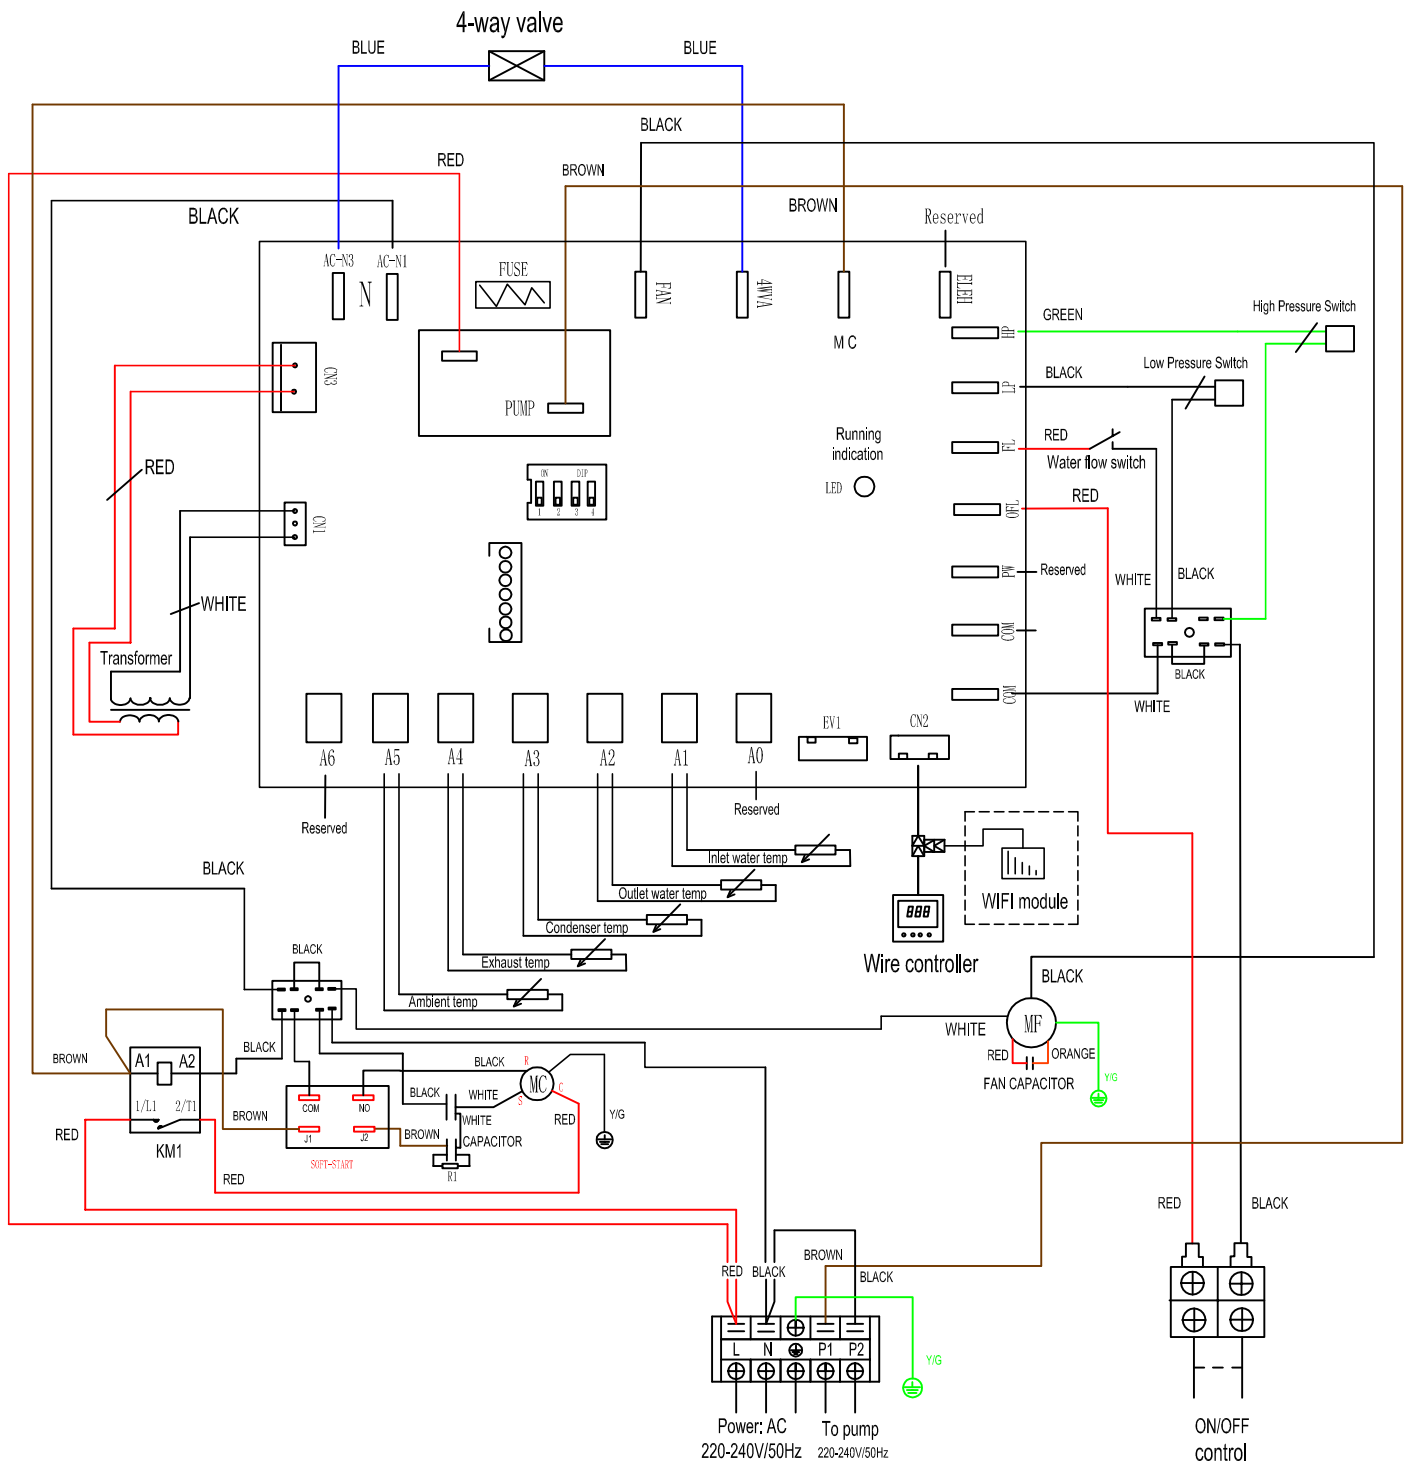 4-way valve
BLUE
BLUE
BLACK
RED
BROWN
BROWN
BLACK
Reserved
AC-N3
AC-N1
N
FUSE
FAN
4WVA
M C
ELEH
HP
GREEN
High Pressure Switch
CN3
PUMP
LP
BLACK
Low Pressure Switch
Running
indication
LED
FL
RED
Water flow switch
RED
ON
DIP
1
2
3
4
RED
CN1
OFL
PW
Reserved
WHITE
BLACK
WHITE
COM
Transformer
COM
BLACK
WHITE
A6
A5
A4
A3
A2
A1
A0
EV1
CN2
Reserved
Reserved
Inlet water temp
Outlet water temp
Condenser temp
Exhaust temp
Ambient temp
WIFI module
888
Wire controller
BLACK
BLACK
BLACK
MF
WHITE
RED
ORANGE
FAN CAPACITOR
Y/G
BROWN
A1
A2
BLACK
1/L1
2/T1
KM1
RED
BROWN
COM
NO
J1
J2
SOFT-START
BLACK
R
MC
C
S
BLACK
WHITE
WHITE
RED
Y/G
BROWN
CAPACITOR
R1
RED
RED
BLACK
BROWN
RED
BLACK
BLACK
L
N
P1
P2
Y/G
Power: AC
220-240V/50Hz
To pump
220-240V/50Hz
ON/OFF
control